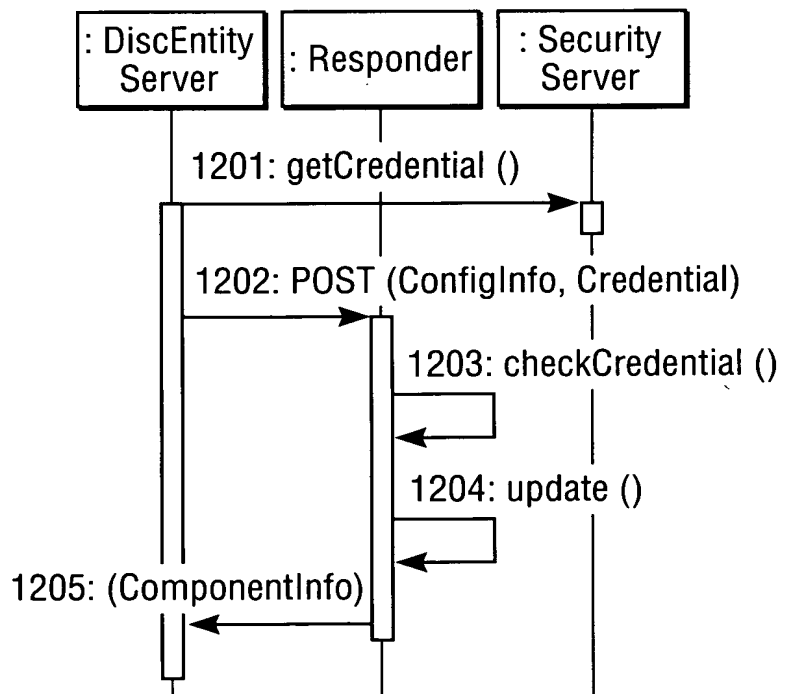 : DiscEntity
Server
: Responder
: Security
Server
1201: getCredential ()
1202: POST (ConfigInfo, Credential)
1203: checkCredential ()
1204: update ()
1205: (ComponentInfo)